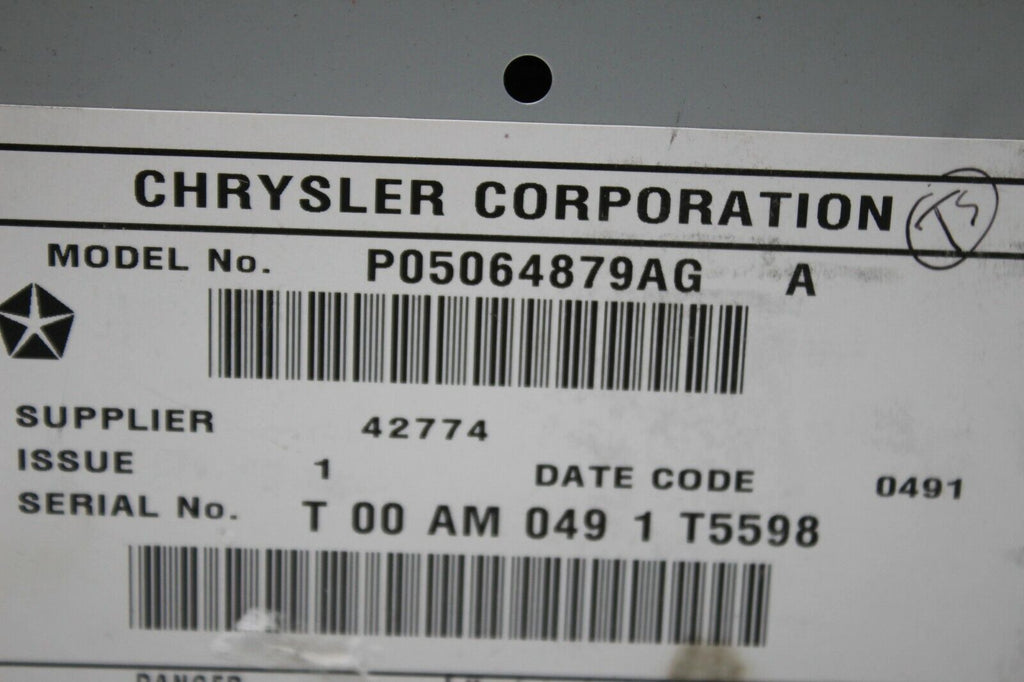 CHRYSLER CORPORATION
MODEL No. P05064879AG A
SUPPLIER 42774
ISSUE 1 DATE CODE 0491
SERIAL No. T 00 AM 049 1 T5598